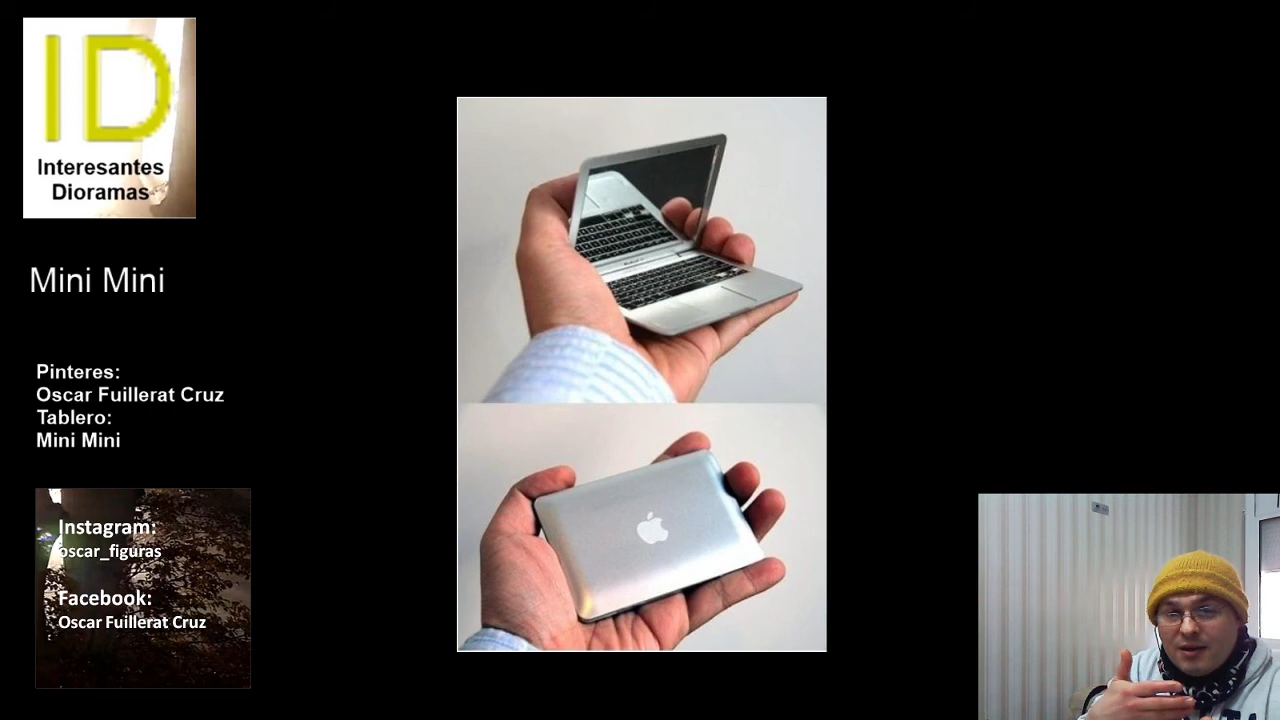 ID
Interesantes
Dioramas
Mini Mini
Pinteres:
Oscar Fuillerat Cruz
Tablero:
Mini Mini
Instagram:
oscar_figuras
Facebook:
Oscar Fuillerat Cruz